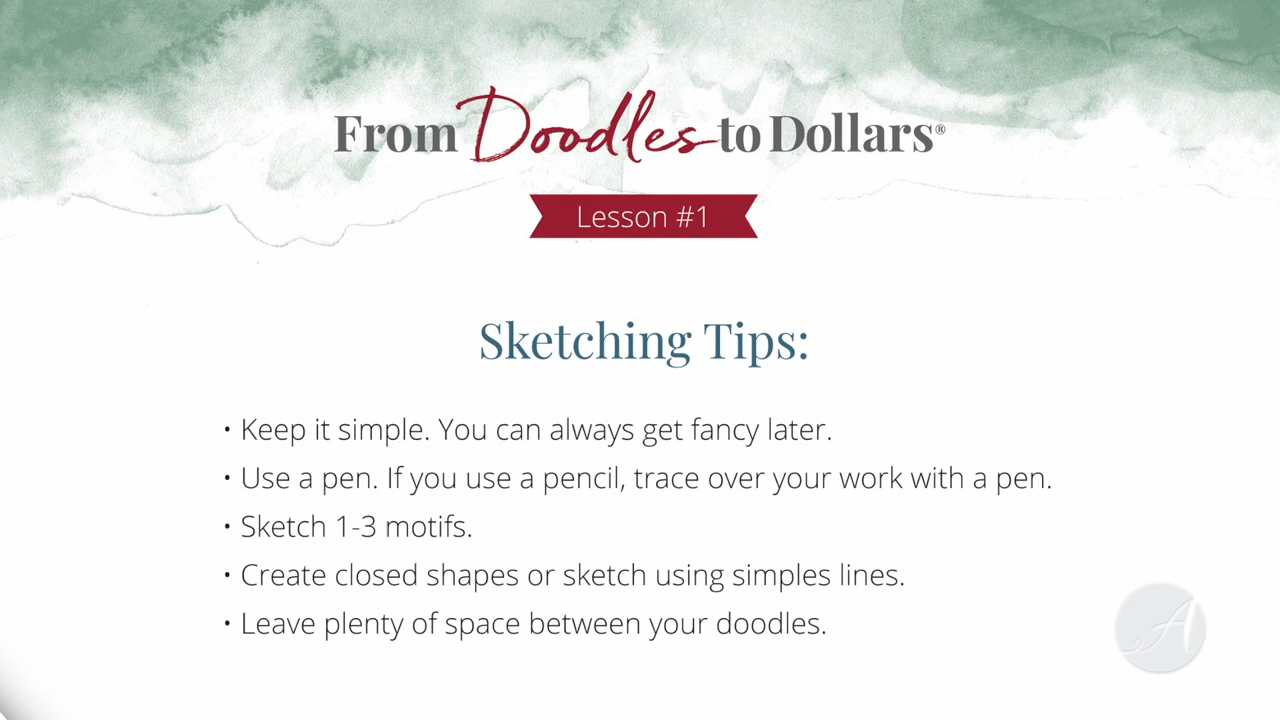 From Doodles to Dollars®
Lesson #1
Sketching Tips:
• Keep it simple. You can always get fancy later.
• Use a pen. If you use a pencil, trace over your work with a pen.
• Sketch 1-3 motifs.
• Create closed shapes or sketch using simples lines.
• Leave plenty of space between your doodles.
A